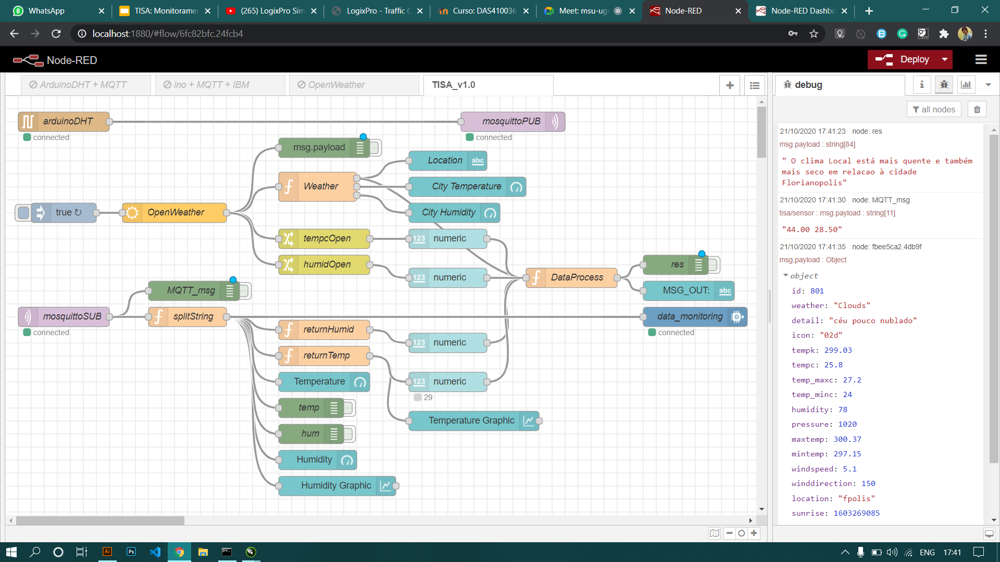 WhatsApp
TISA: Monitoramen
(265) LogixPro Sim
LogixPro - Traffic C
Curso: DAS410036
Meet: msu-ug
Node-RED
Node-RED Dashbo
localhost:1880/#flow/6fc82bfc.24fcb4
Node-RED
Deploy
ArduinoDHT + MQTT
ino + MQTT + IBM
OpenWeather
TISA_v1.0
debug
i
all nodes
arduinoDHT
connected
mosquittoPUB
connected
msg.payload
Location
abc
Weather
City Temperature
true ↻
OpenWeather
City Humidity
tempcOpen
123 numeric
humidOpen
123 numeric
DataProcess
res
MSG_OUT:
abc
MQTT_msg
mosquittoSUB
connected
splitString
data_monitoring
connected
returnHumid
123 numeric
returnTemp
Temperature
123 numeric
29
temp
Temperature Graphic
hum
Humidity
Humidity Graphic
21/10/2020 17:41:23 node: res
msg.payload : string[84]
" O clima Local está mais quente e também
mais seco em relacao à cidade
Florianopolis"
21/10/2020 17:41:30 node: MQTT_msg
tisa/sensor : msg.payload : string[11]
"44.00 28.50"
21/10/2020 17:41:35 node: fbee5ca2.4db9f
msg.payload : Object
object
id: 801
weather: "Clouds"
detail: "céu pouco nublado"
icon: "02d"
tempk: 299.03
tempc: 25.8
temp_maxc: 27.2
temp_minc: 24
humidity: 78
pressure: 1020
maxtemp: 300.37
mintemp: 297.15
windspeed: 5.1
winddirection: 150
location: "fpolis"
sunrise: 1603269085
Ai
Ps
ENG
17:41